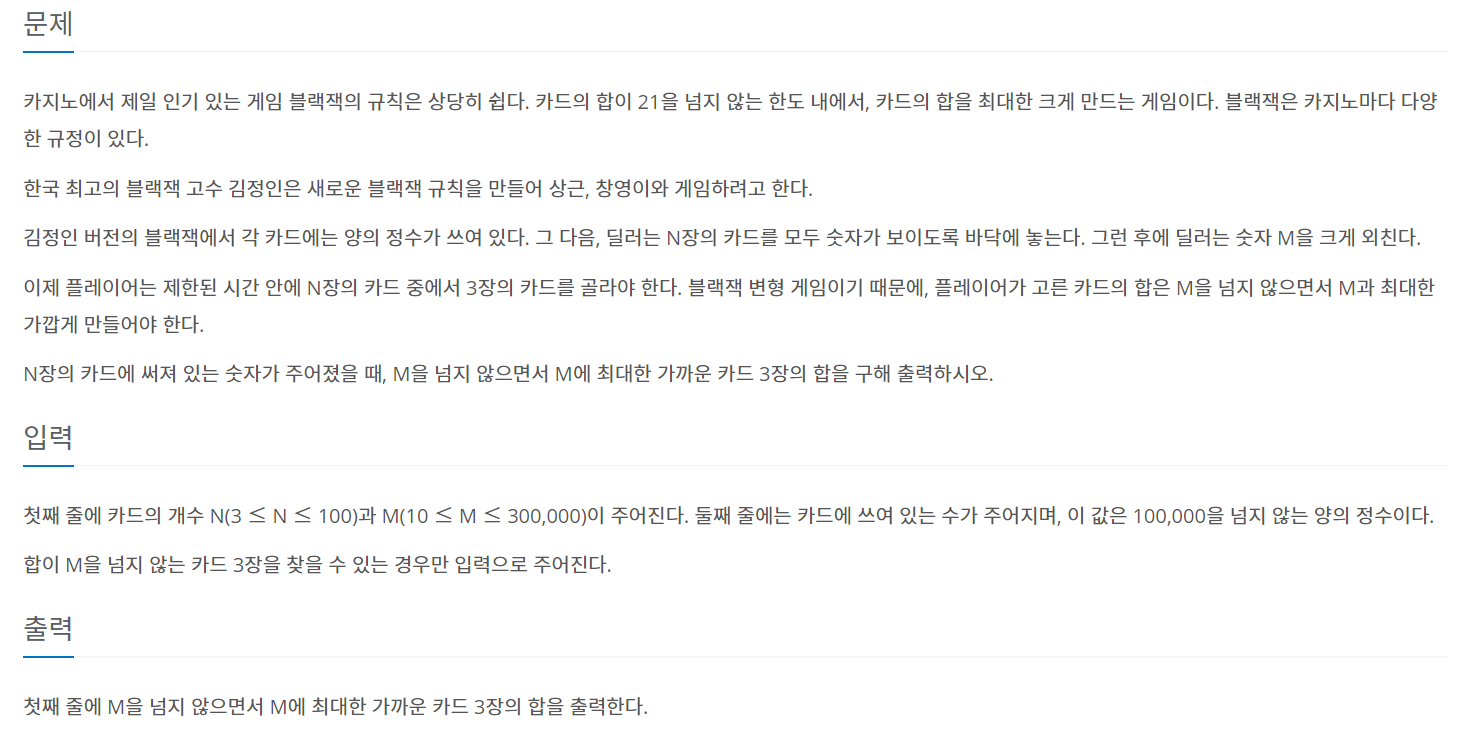 문제
카지노에서 제일 인기 있는 게임 블랙잭의 규칙은 상당히 쉽다. 카드의 합이 21을 넘지 않는 한도 내에서, 카드의 합을 최대한 크게 만드는 게임이다. 블랙잭은 카지노마다 다양
한 규정이 있다.
한국 최고의 블랙잭 고수 김정인은 새로운 블랙잭 규칙을 만들어 상근, 창영이와 게임하려고 한다.
김정인 버전의 블랙잭에서 각 카드에는 양의 정수가 쓰여 있다. 그 다음, 딜러는 N장의 카드를 모두 숫자가 보이도록 바닥에 놓는다. 그런 후에 딜러는 숫자 M을 크게 외친다.
이제 플레이어는 제한된 시간 안에 N장의 카드 중에서 3장의 카드를 골라야 한다. 블랙잭 변형 게임이기 때문에, 플레이어가 고른 카드의 합은 M을 넘지 않으면서 M과 최대한
가깝게 만들어야 한다.
N장의 카드에 써져 있는 숫자가 주어졌을 때, M을 넘지 않으면서 M에 최대한 가까운 카드 3장의 합을 구해 출력하시오.
입력
첫째 줄에 카드의 개수 N(3 ≤ N ≤ 100)과 M(10 ≤ M ≤ 300,000)이 주어진다. 둘째 줄에는 카드에 쓰여 있는 수가 주어지며, 이 값은 100,000을 넘지 않는 양의 정수이다.
합이 M을 넘지 않는 카드 3장을 찾을 수 있는 경우만 입력으로 주어진다.
출력
첫째 줄에 M을 넘지 않으면서 M에 최대한 가까운 카드 3장의 합을 출력한다.